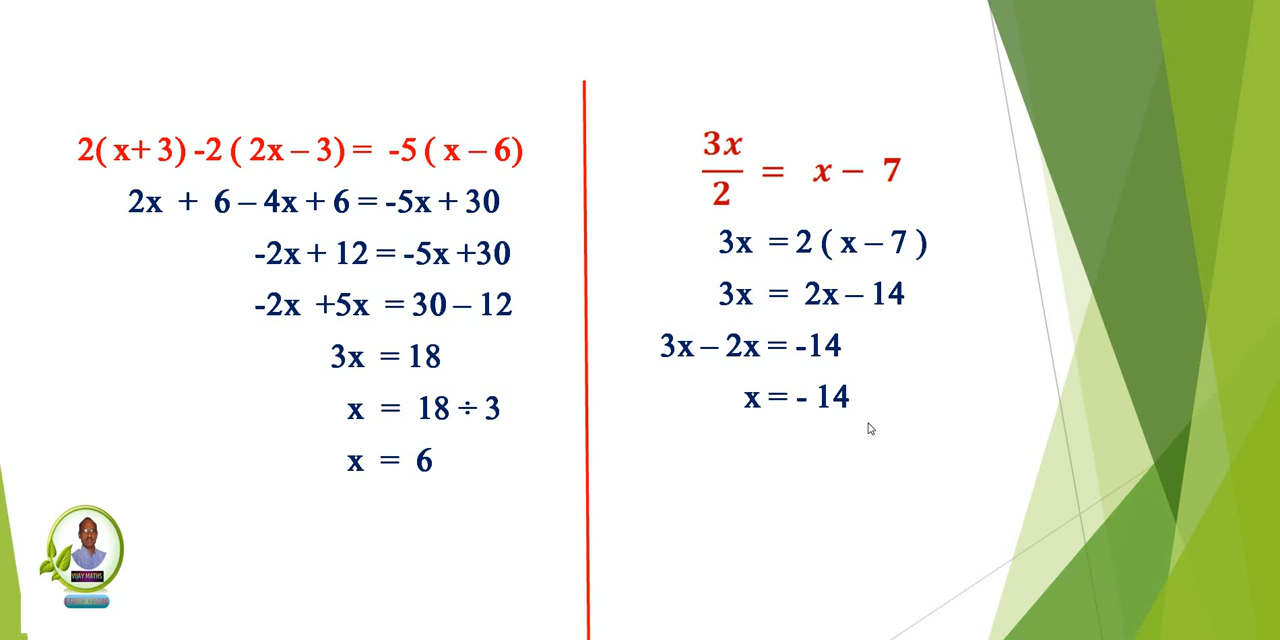 2( x+ 3) -2 ( 2x – 3) = -5 ( x – 6)
2x + 6 – 4x + 6 = -5x + 30
-2x + 12 = -5x +30
-2x +5x = 30 – 12
3x = 18
x = 18 ÷ 3
x = 6
3x/2 = x – 7
3x = 2 ( x – 7 )
3x = 2x – 14
3x – 2x = -14
x = - 14
VIJAY MATHS